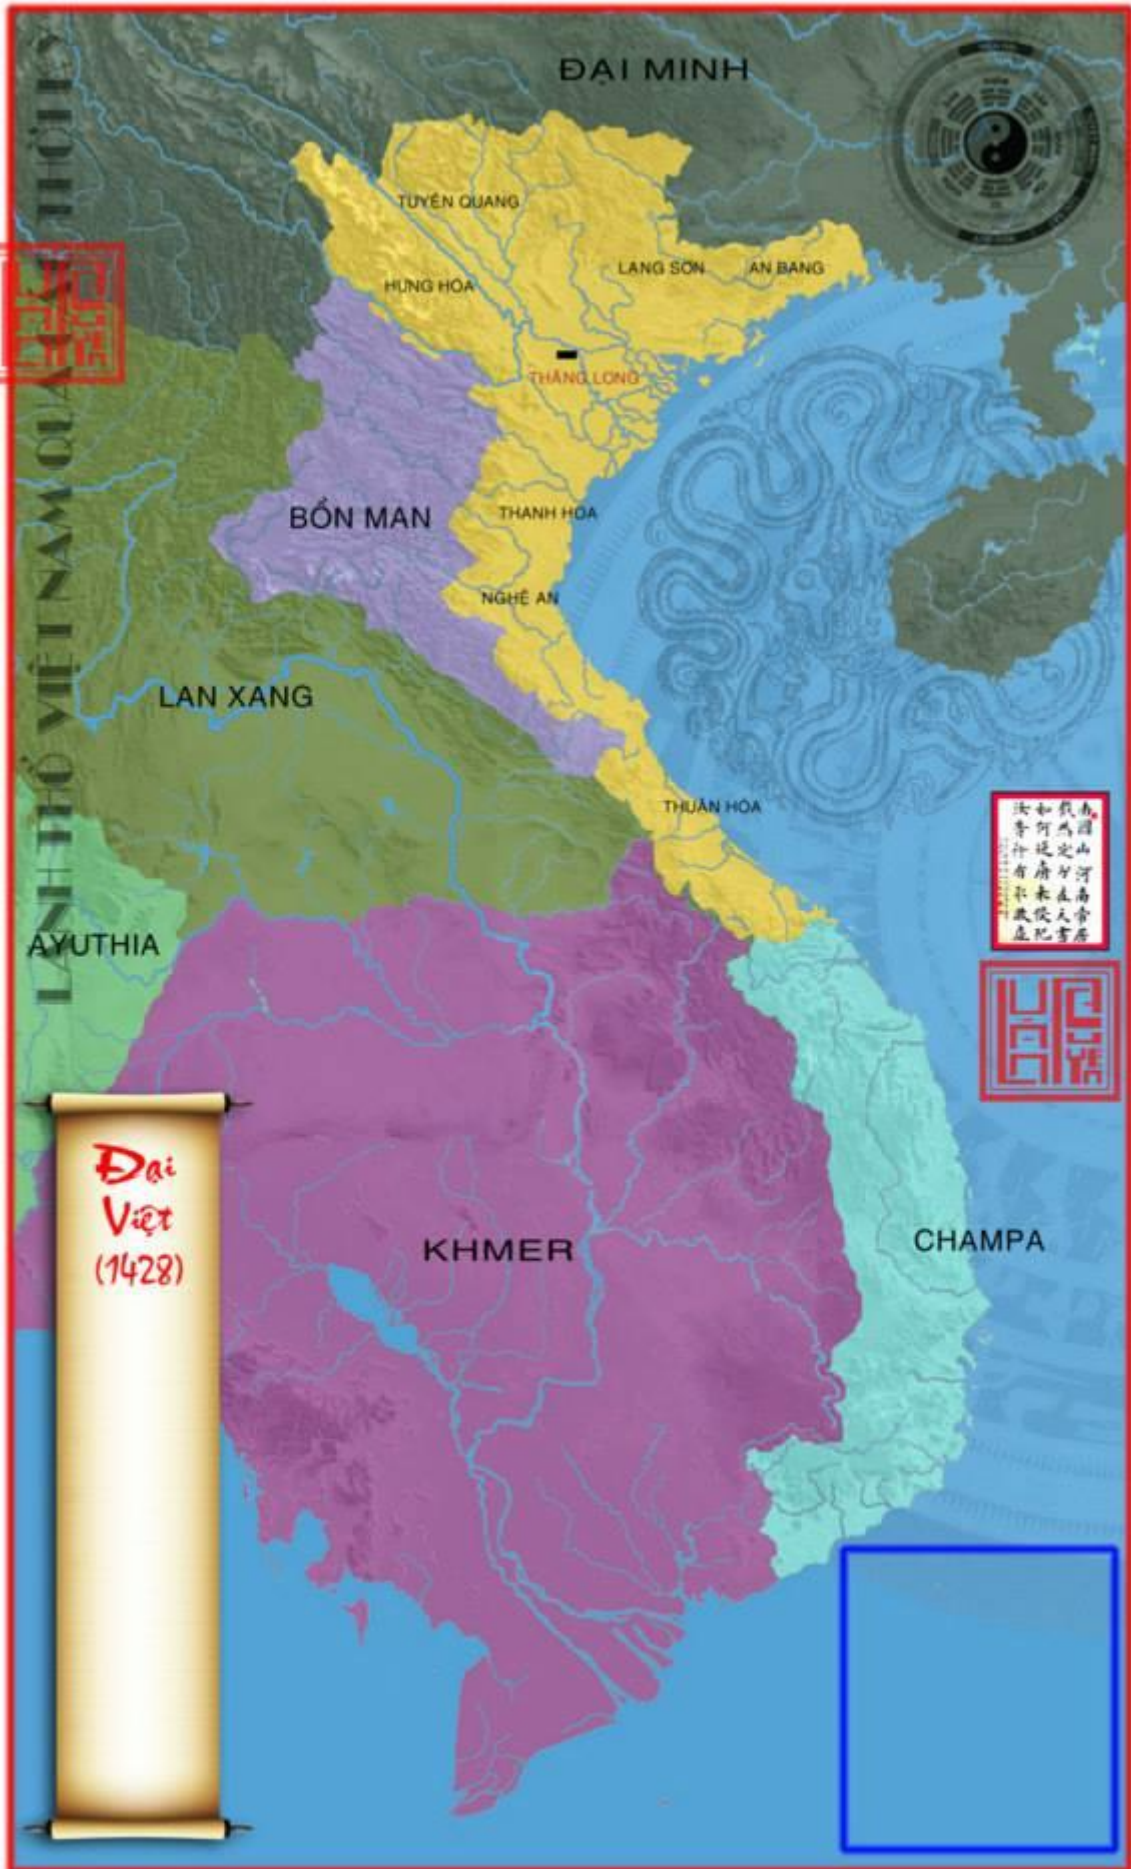 ĐẠI MINH
LÃNH THỔ VIỆT NAM QUA THỜI
TUYÊN QUANG
LẠNG SƠN
AN BANG
HƯNG HÓA
THĂNG LONG
BỒN MAN
THANH HÓA
NGHỆ AN
LAN XANG
THUẬN HÓA
南國山河南帝居
截然定分在天書
如何逆虜來侵犯
汝等行看取敗虛
AYUTHIA
Đại
Việt
(1428)
KHMER
CHAMPA